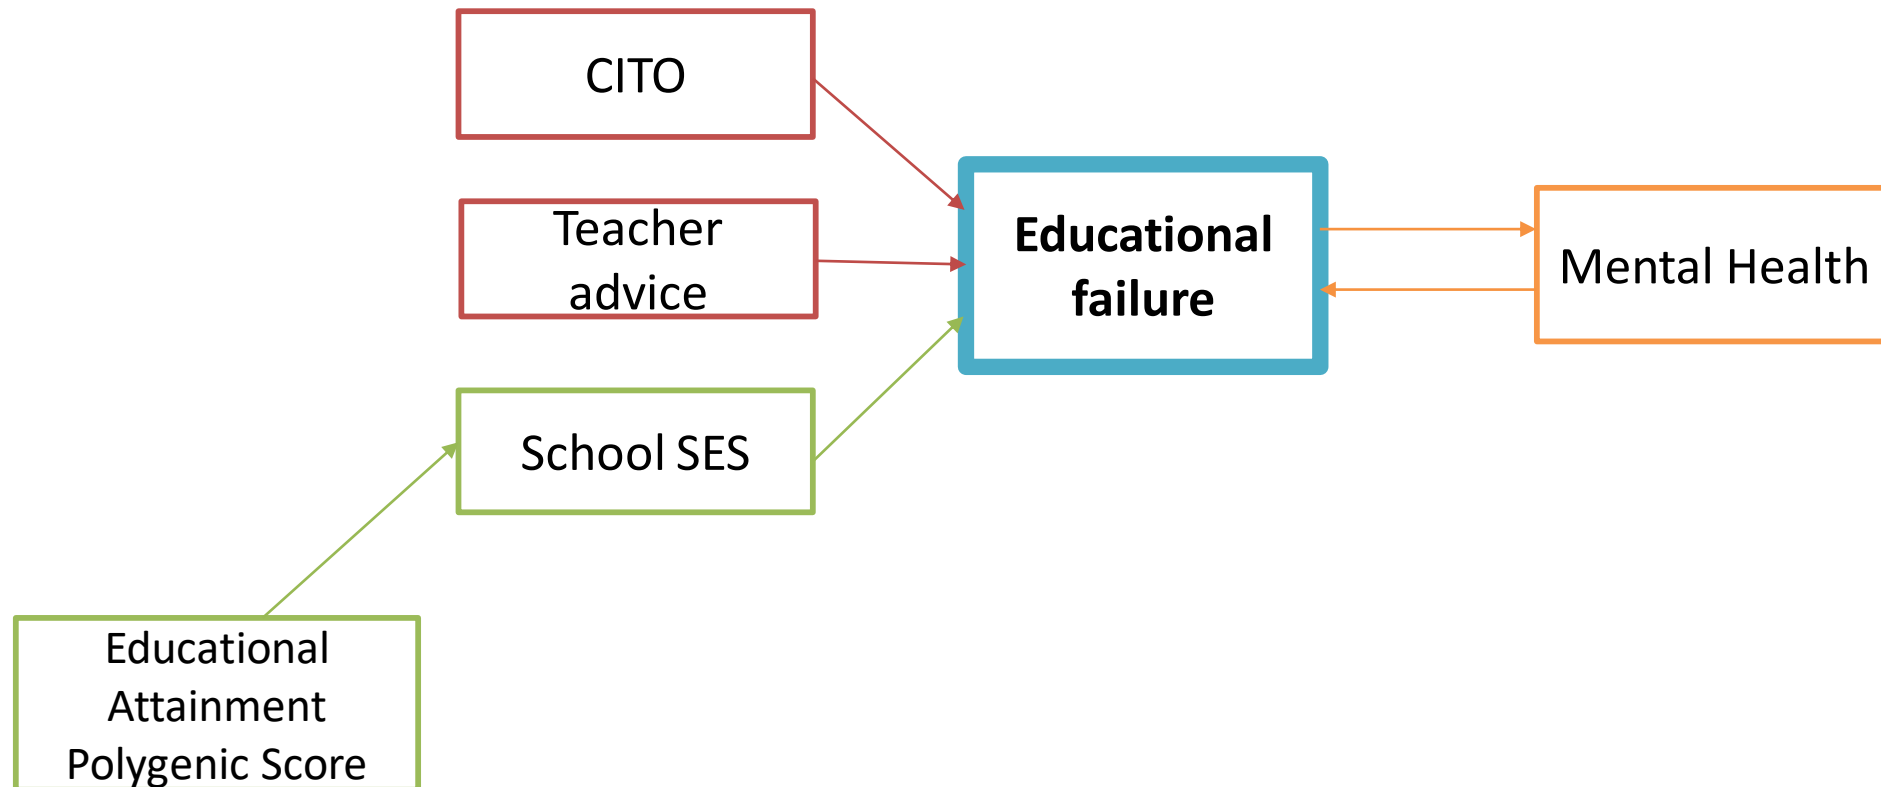 CITO
Teacher
advice
School SES
Educational
Attainment
Polygenic Score
Educational
failure
Mental Health